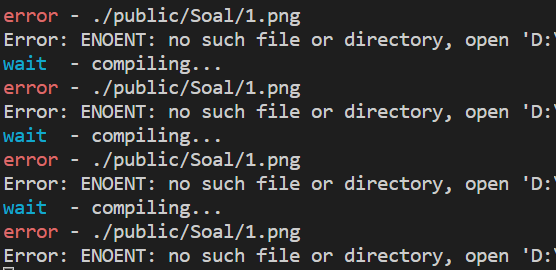 error - ./public/Soal/1.png
Error: ENOENT: no such file or directory, open 'D:\
wait  - compiling...
error - ./public/Soal/1.png
Error: ENOENT: no such file or directory, open 'D:\
wait  - compiling...
error - ./public/Soal/1.png
Error: ENOENT: no such file or directory, open 'D:\
wait  - compiling...
error - ./public/Soal/1.png
Error: ENOENT: no such file or directory, open 'D:\